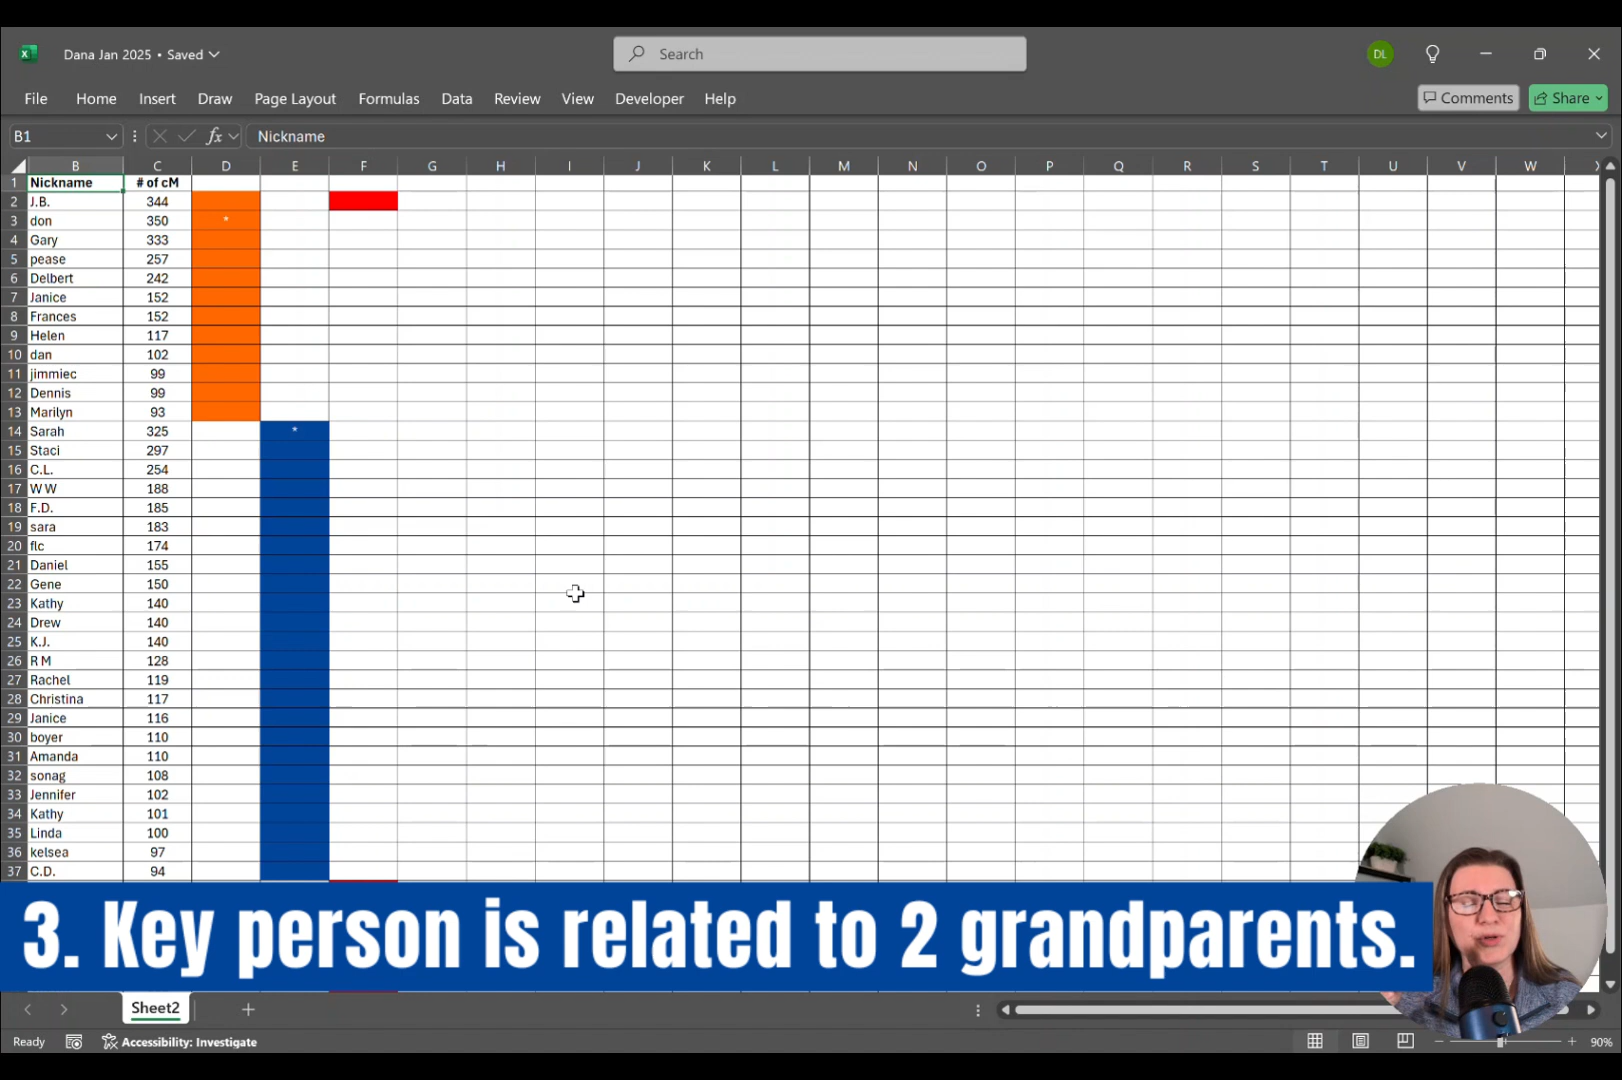 Dana Jan 2025 • Saved
Search
DL
File Home Insert Draw Page Layout Formulas Data Review View Developer Help
Comments Share
B1 fx Nickname
B C D E F G H I J K L M N O P Q R S T U V W
1 Nickname # of cM
2 J.B. 344
3 don 350 *
4 Gary 333
5 pease 257
6 Delbert 242
7 Janice 152
8 Frances 152
9 Helen 117
10 dan 102
11 jimmiec 99
12 Dennis 99
13 Marilyn 93
14 Sarah 325 *
15 Staci 297
16 C.L. 254
17 W W 188
18 F.D. 185
19 sara 183
20 flc 174
21 Daniel 155
22 Gene 150
23 Kathy 140
24 Drew 140
25 K.J. 140
26 R M 128
27 Rachel 119
28 Christina 117
29 Janice 116
30 boyer 110
31 Amanda 110
32 sonag 108
33 Jennifer 102
34 Kathy 101
35 Linda 100
36 kelsea 97
37 C.D. 94
3. Key person is related to 2 grandparents.
Sheet2
Ready Accessibility: Investigate 90%